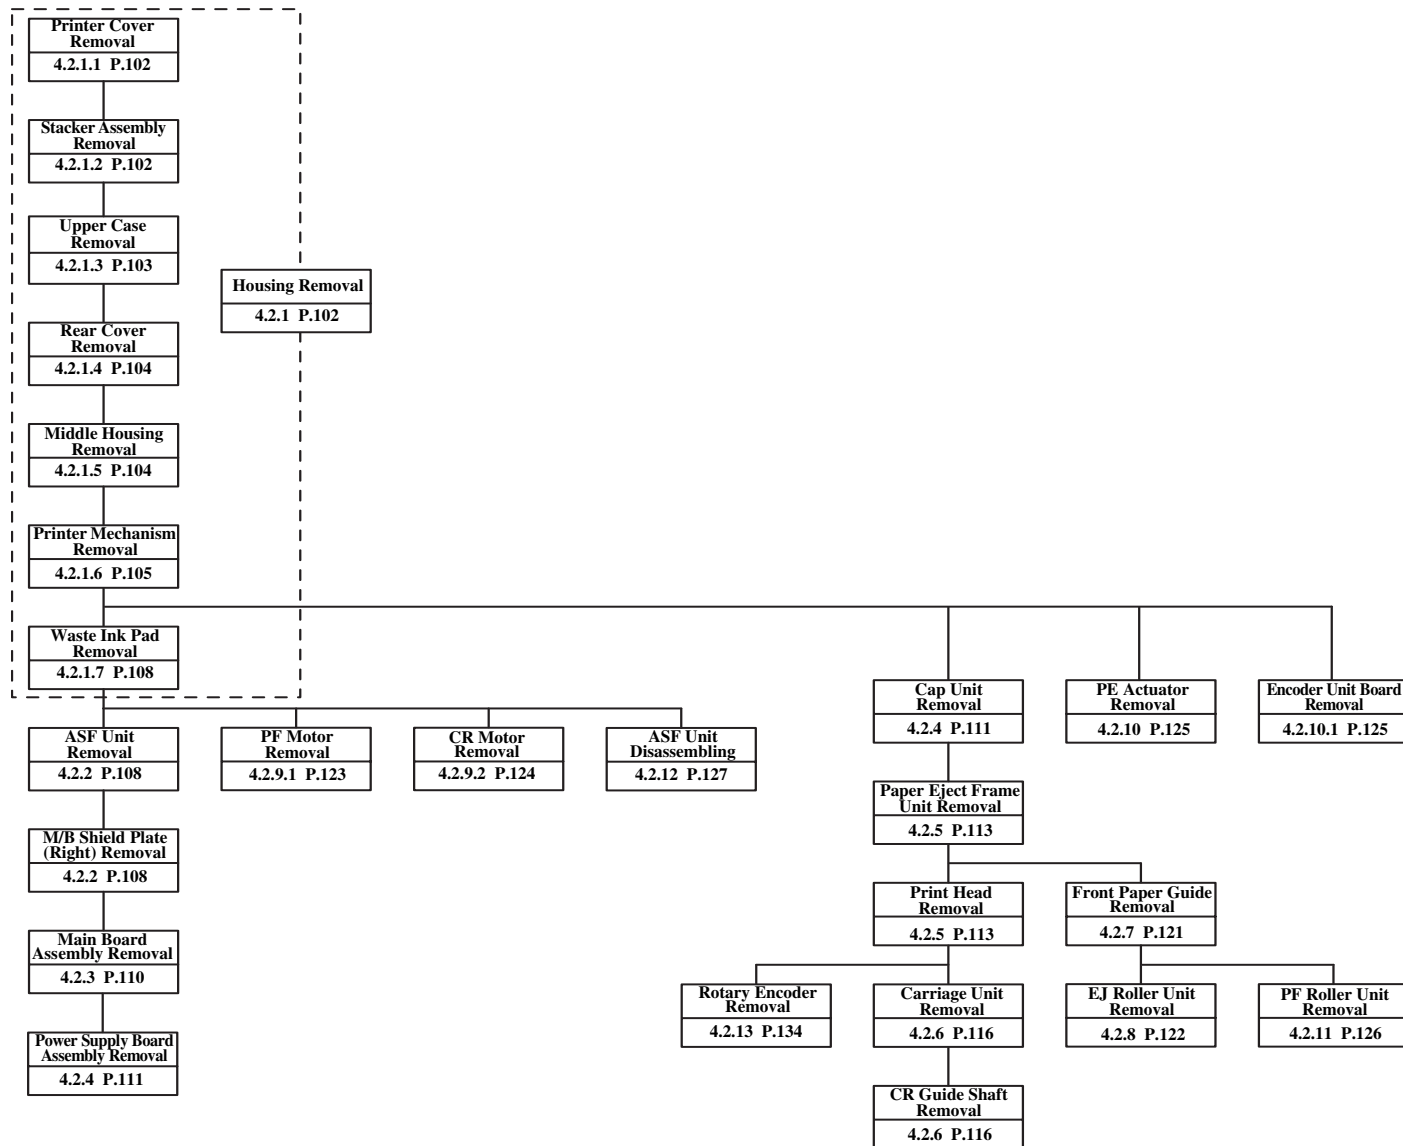 Printer Cover
Removal
4.2.1.1 P.102
Stacker Assembly
Removal
4.2.1.2 P.102
Upper Case
Removal
4.2.1.3 P.103
Housing Removal
4.2.1 P.102
Rear Cover
Removal
4.2.1.4 P.104
Middle Housing
Removal
4.2.1.5 P.104
Printer Mechanism
Removal
4.2.1.6 P.105
Waste Ink Pad
Removal
4.2.1.7 P.108
Cap Unit
Removal
4.2.4 P.111
PE Actuator
Removal
4.2.10 P.125
Encoder Unit Board
Removal
4.2.10.1 P.125
ASF Unit
Removal
4.2.2 P.108
PF Motor
Removal
4.2.9.1 P.123
CR Motor
Removal
4.2.9.2 P.124
ASF Unit
Disassembling
4.2.12 P.127
Paper Eject Frame
Unit Removal
4.2.5 P.113
M/B Shield Plate
(Right) Removal
4.2.2 P.108
Print Head
Removal
4.2.5 P.113
Front Paper Guide
Removal
4.2.7 P.121
Main Board
Assembly Removal
4.2.3 P.110
Rotary Encoder
Removal
4.2.13 P.134
Carriage Unit
Removal
4.2.6 P.116
EJ Roller Unit
Removal
4.2.8 P.122
PF Roller Unit
Removal
4.2.11 P.126
Power Supply Board
Assembly Removal
4.2.4 P.111
CR Guide Shaft
Removal
4.2.6 P.116